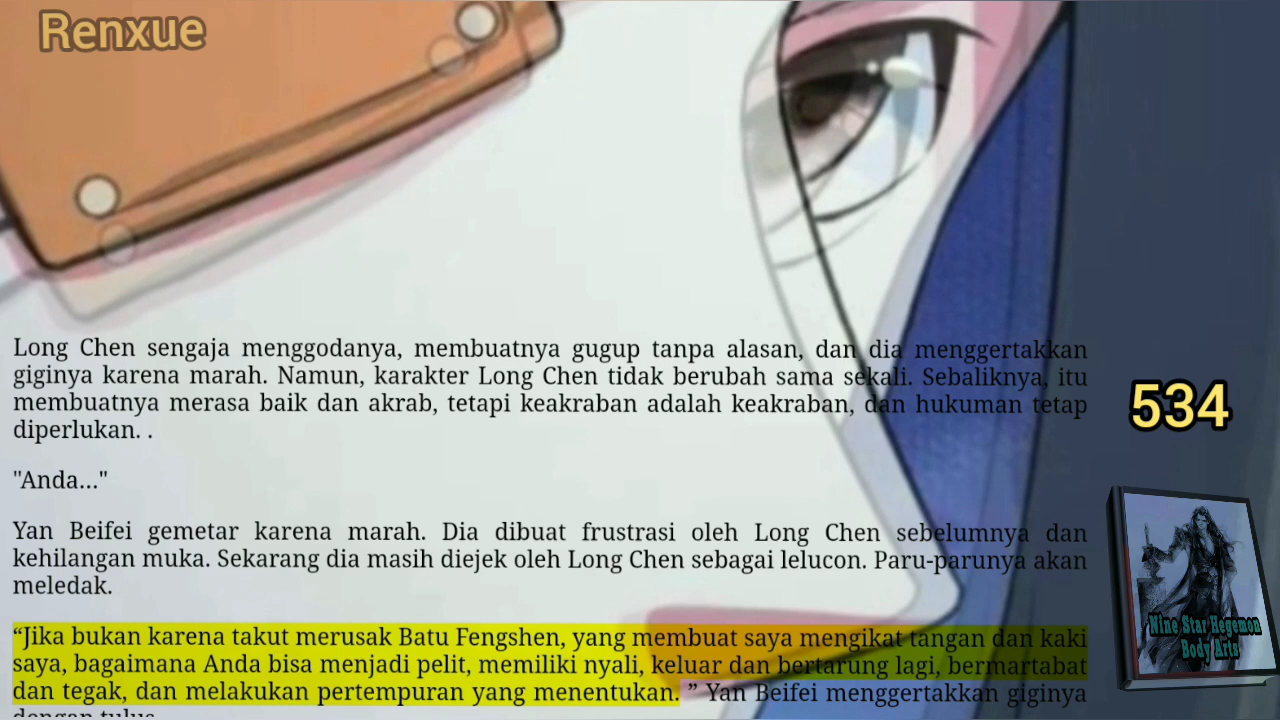 Renxue
Long Chen sengaja menggodanya, membuatnya gugup tanpa alasan, dan dia menggertakkan
giginya karena marah. Namun, karakter Long Chen tidak berubah sama sekali. Sebaliknya, itu
membuatnya merasa baik dan akrab, tetapi keakraban adalah keakraban, dan hukuman tetap
diperlukan. .
"Anda..."
Yan Beifei gemetar karena marah. Dia dibuat frustrasi oleh Long Chen sebelumnya dan
kehilangan muka. Sekarang dia masih diejek oleh Long Chen sebagai lelucon. Paru-parunya akan
meledak.
“Jika bukan karena takut merusak Batu Fengshen, yang membuat saya mengikat tangan dan kaki
saya, bagaimana Anda bisa menjadi pelit, memiliki nyali, keluar dan bertarung lagi, bermartabat
dan tegak, dan melakukan pertempuran yang menentukan. ” Yan Beifei menggertakkan giginya
534
Nine Star Hegemon
Body Arts